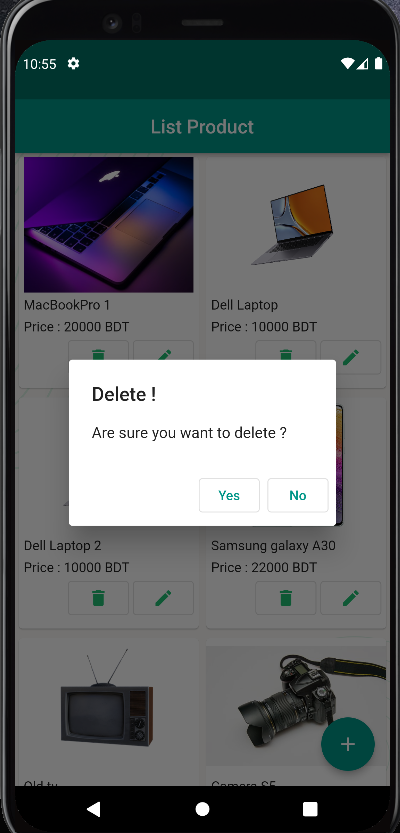 10:55
List Product
MacBookPro 1
Dell Laptop
Price : 20000 BDT
Price : 10000 BDT
Delete !
Are sure you want to delete ?
Yes
No
Dell Laptop 2
Samsung galaxy A30
Price : 10000 BDT
Price : 22000 BDT
Old tv
Camera S5